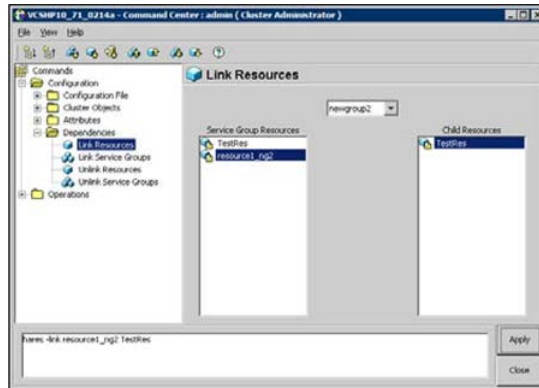 VCSHP10_71_0214a - Command Center : admin ( Cluster Administrator )
File View Help
Commands
Configuration
Configuration File
Cluster Objects
Attributes
Dependencies
Link Resources
Link Service Groups
Unlink Resources
Unlink Service Groups
Operations
Link Resources
newgroup2
Service Group Resources
TestRes
resource1_ng2
Child Resources
TestRes
hares -link resource1_ng2 TestRes
Apply
Close